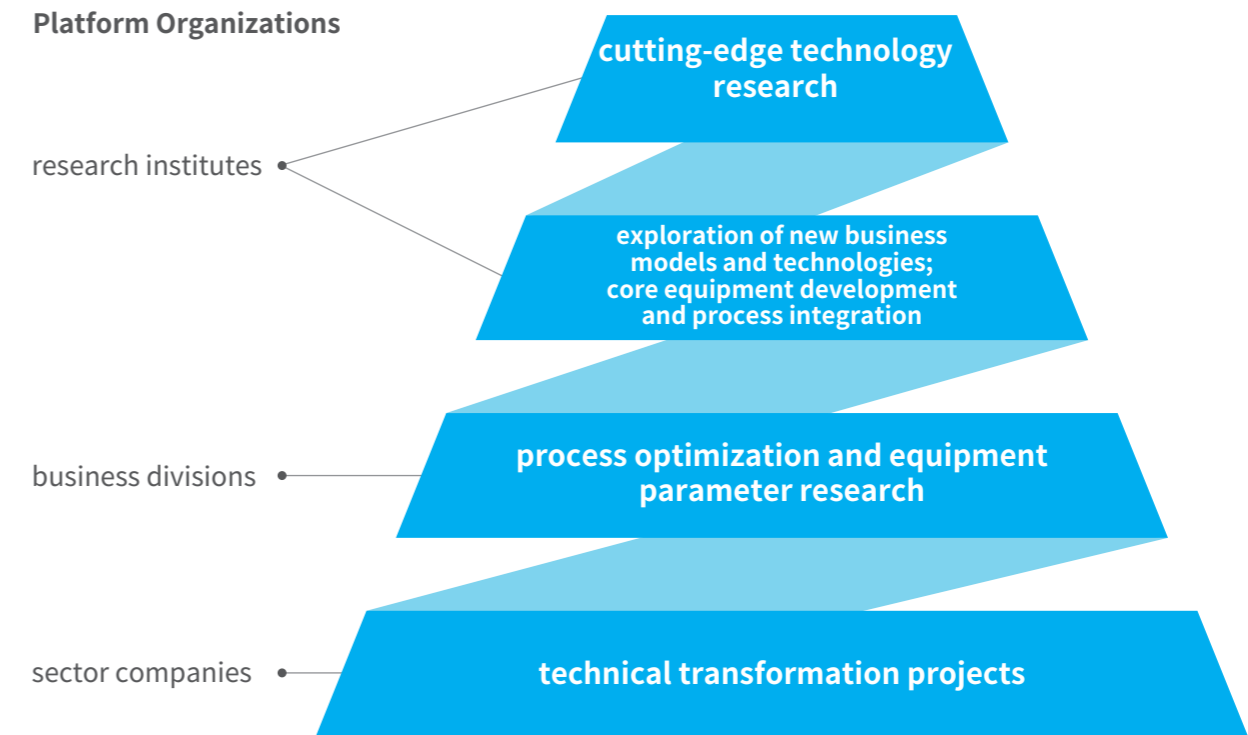 Platform Organizations
cutting-edge technology
research
research institutes
exploration of new business
models and technologies;
core equipment development
and process integration
business divisions
process optimization and equipment
parameter research
sector companies
technical transformation projects